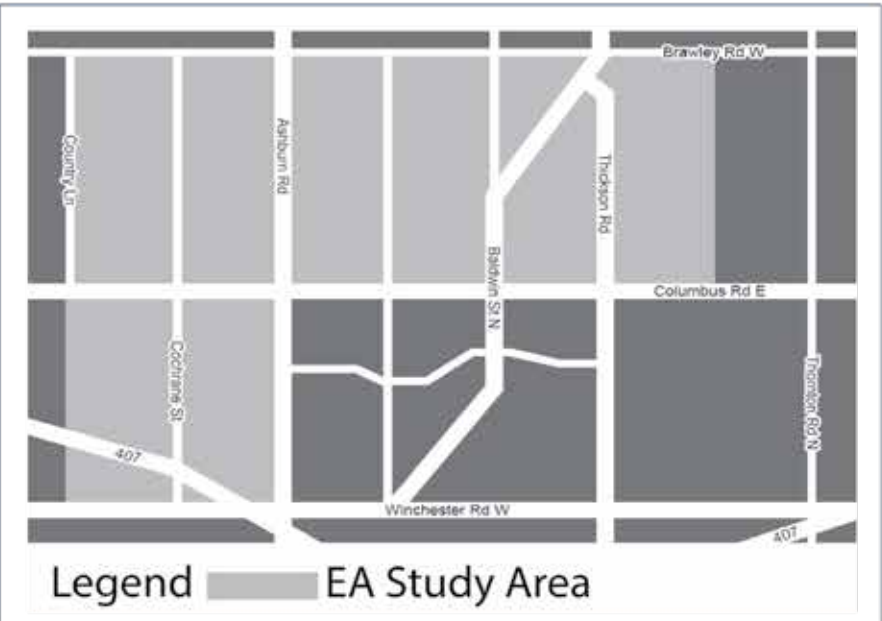 Brawley Rd W
Country Ln
Ashburn Rd
Thickson Rd
Baldwin St N
Columbus Rd E
Cochrane St
Thornton Rd N
407
Winchester Rd W
407
Legend EA Study Area